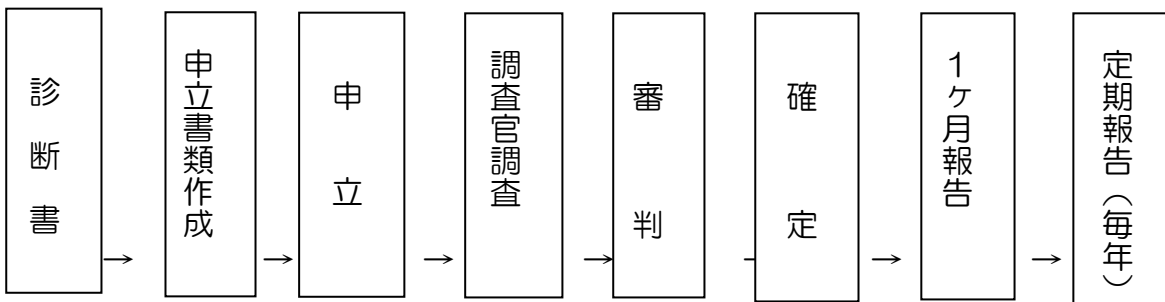 診断書
→
申立書類作成
→
申立
→
調査官調査
→
審判
→
確定
→
1ヶ月報告
→
定期報告（毎年）